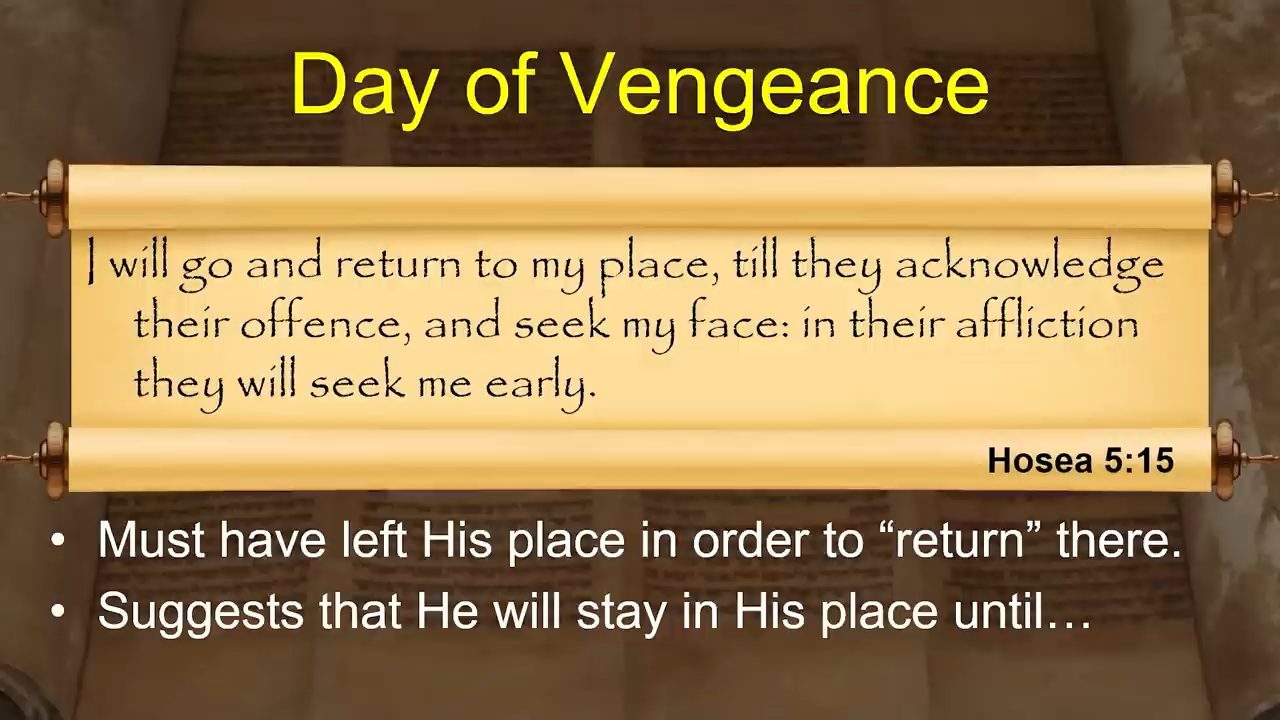 Day of Vengeance
I will go and return to my place, till they acknowledge
their offence, and seek my face: in their affliction
they will seek me early.
Hosea 5:15
• Must have left His place in order to “return” there.
• Suggests that He will stay in His place until…